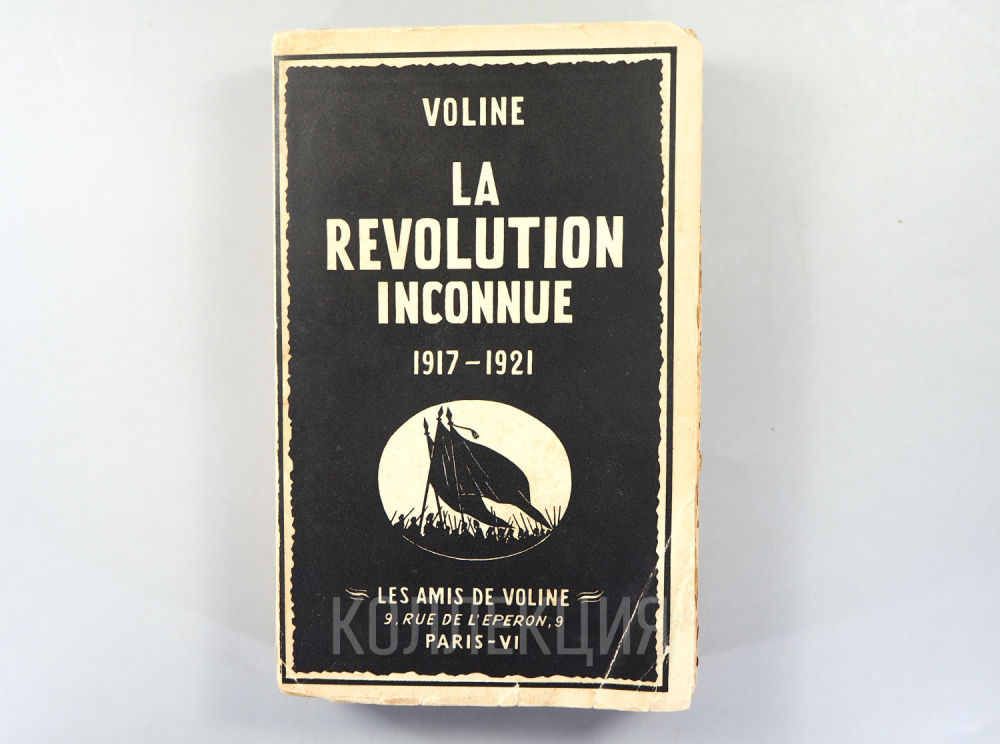 VOLINE
LA
REVOLUTION
INCONNUE
1917-1921
LES AMIS DE VOLINE
9, RUE DE L'EPERON, 9
PARIS-VI
КОЛЛЕКЦИЯ